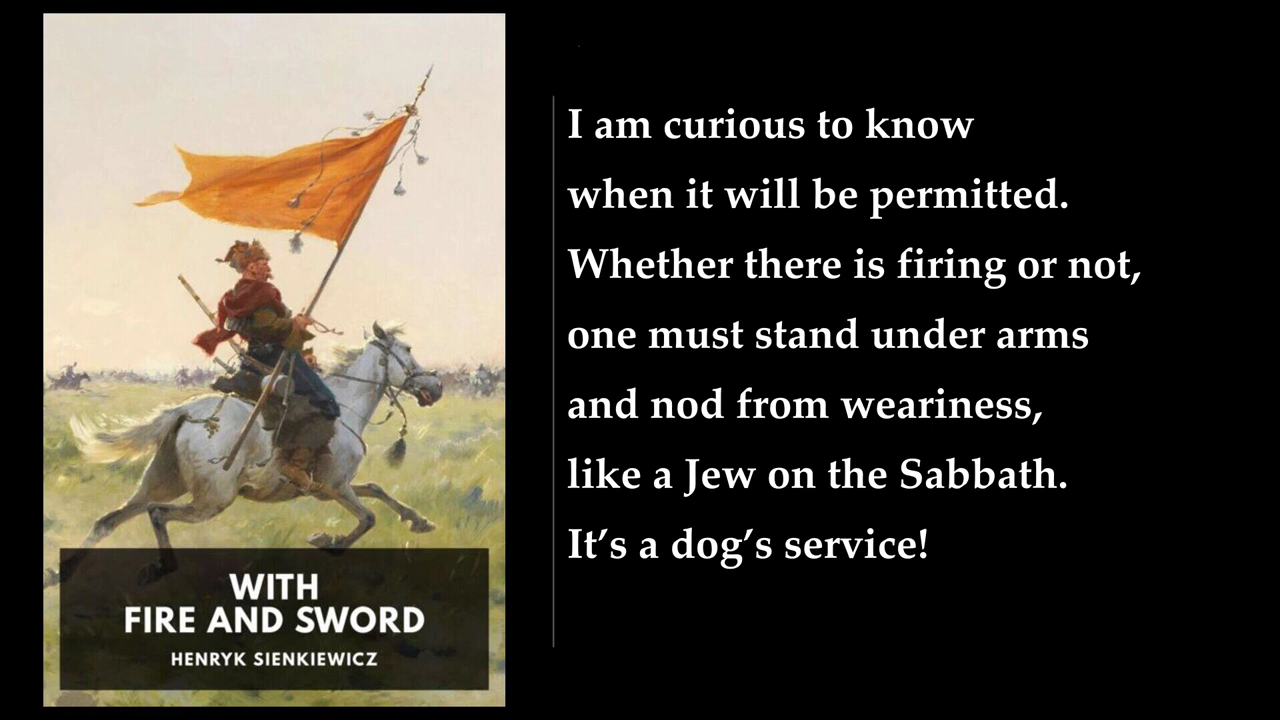 WITH
FIRE AND SWORD
HENRYK SIENKIEWICZ
I am curious to know
when it will be permitted.
Whether there is firing or not,
one must stand under arms
and nod from weariness,
like a Jew on the Sabbath.
It’s a dog’s service!